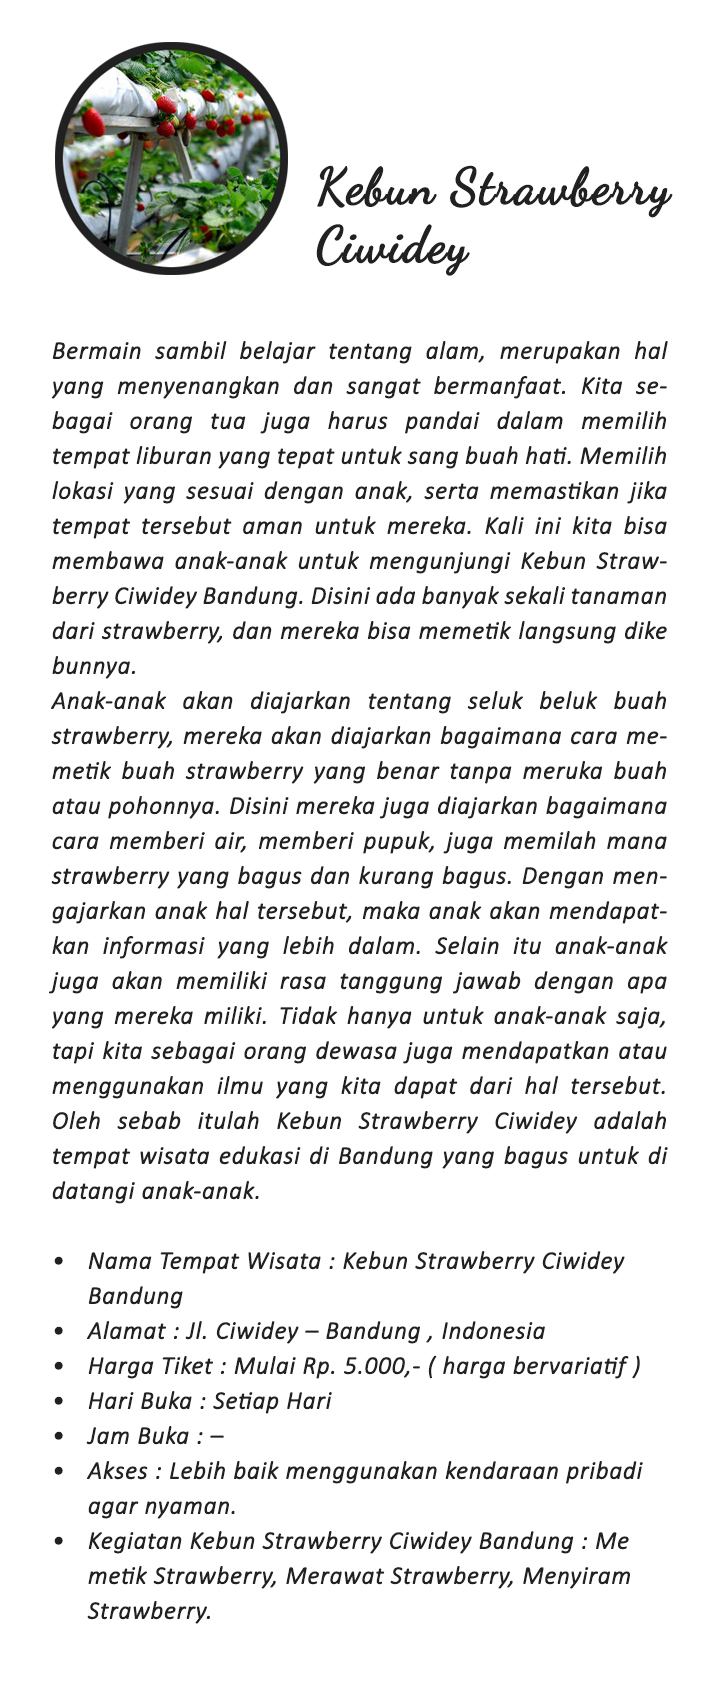 Kebun Strawberry
Ciwidey
Bermain sambil belajar tentang alam, merupakan hal
yang menyenangkan dan sangat bermanfaat. Kita se-
bagai orang tua juga harus pandai dalam memilih
tempat liburan yang tepat untuk sang buah hati. Memilih
lokasi yang sesuai dengan anak, serta memastikan jika
tempat tersebut aman untuk mereka. Kali ini kita bisa
membawa anak-anak untuk mengunjungi Kebun Straw-
berry Ciwidey Bandung. Disini ada banyak sekali tanaman
dari strawberry, dan mereka bisa memetik langsung dike
bunnya.
Anak-anak akan diajarkan tentang seluk beluk buah
strawberry, mereka akan diajarkan bagaimana cara me-
metik buah strawberry yang benar tanpa meruka buah
atau pohonnya. Disini mereka juga diajarkan bagaimana
cara memberi air, memberi pupuk, juga memilah mana
strawberry yang bagus dan kurang bagus. Dengan men-
gajarkan anak hal tersebut, maka anak akan mendapat-
kan informasi yang lebih dalam. Selain itu anak-anak
juga akan memiliki rasa tanggung jawab dengan apa
yang mereka miliki. Tidak hanya untuk anak-anak saja,
tapi kita sebagai orang dewasa juga mendapatkan atau
menggunakan ilmu yang kita dapat dari hal tersebut.
Oleh sebab itulah Kebun Strawberry Ciwidey adalah
tempat wisata edukasi di Bandung yang bagus untuk di
datangi anak-anak.
• Nama Tempat Wisata : Kebun Strawberry Ciwidey
Bandung
• Alamat : Jl. Ciwidey – Bandung , Indonesia
• Harga Tiket : Mulai Rp. 5.000,- ( harga bervariatif )
• Hari Buka : Setiap Hari
• Jam Buka : –
• Akses : Lebih baik menggunakan kendaraan pribadi
agar nyaman.
• Kegiatan Kebun Strawberry Ciwidey Bandung : Me
metik Strawberry, Merawat Strawberry, Menyiram
Strawberry.